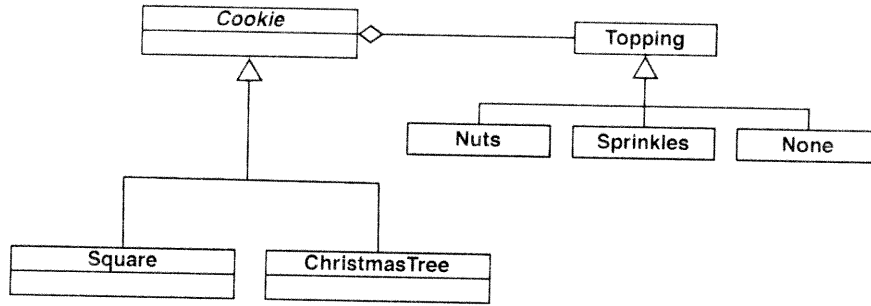 Cookie
Topping
Nuts
Sprinkles
None
Square
ChristmasTree